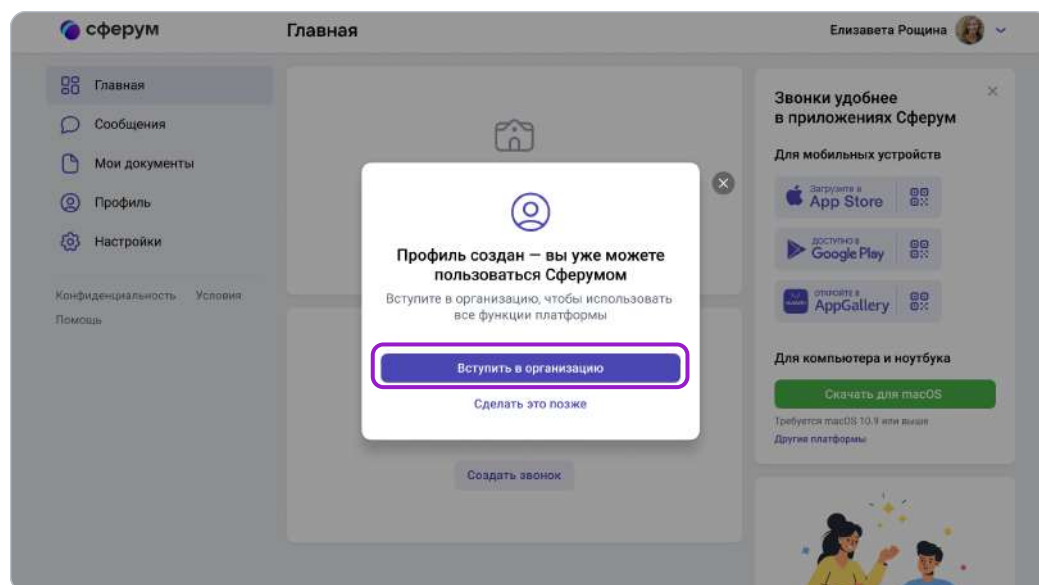 сферум
Главная
Елизавета Рощина
Главная
Сообщения
Мои документы
Профиль
Настройки
Конфиденциальность Условия
Помощь
Профиль создан — вы уже можете
пользоваться Сферумом
Вступите в организацию, чтобы использовать
все функции платформы
Вступить в организацию
Сделать это позже
Создать звонок
Звонки удобнее
в приложениях Сферум
Для мобильных устройств
Загрузите в
App Store
ДОСТУПНО В
Google Play
ОТКРОЙТЕ В
AppGallery
Для компьютера и ноутбука
Скачать для macOS
Требуется macOS 10.9 или выше
Другие платформы